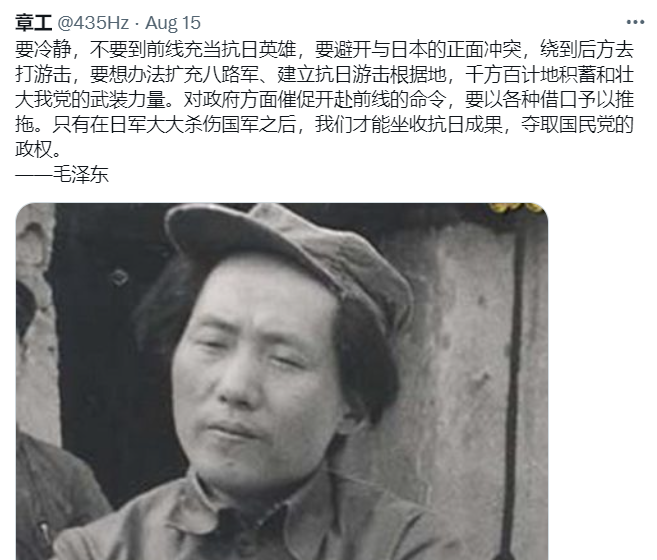 章工 @435Hz · Aug 15
要冷静，不要到前线充当抗日英雄，要避开与日本的正面冲突，绕到后方去
打游击，要想办法扩充八路军、建立抗日游击根据地，千方百计地积蓄和壮
大我党的武装力量。对政府方面催促开赴前线的命令，要以各种借口予以推
拖。只有在日军大大杀伤国军之后，我们才能坐收抗日成果，夺取国民党的
政权。
——毛泽东